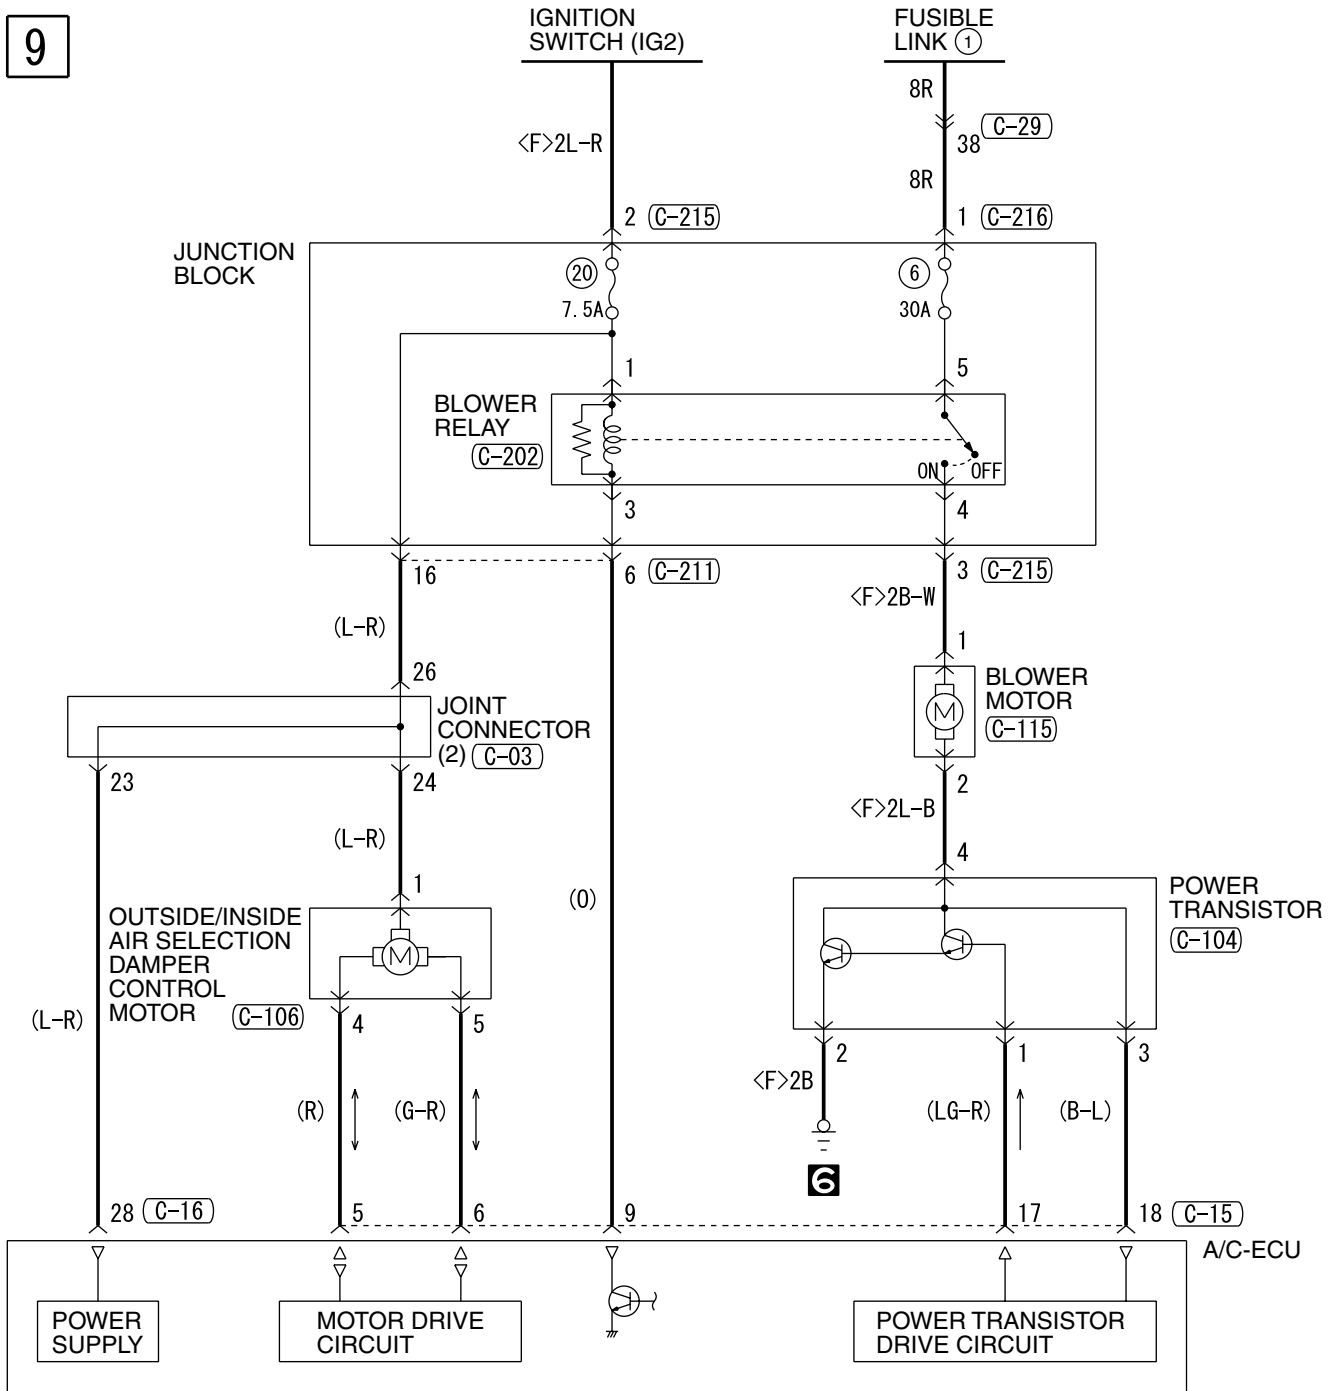 9
IGNITION
SWITCH (IG2)
FUSIBLE
LINK ①
8R
C-29
38
<F>2L-R
8R
2 C-215
1 C-216
JUNCTION
BLOCK
20
7.5A
6
30A
1
5
BLOWER
RELAY
C-202
ON
OFF
3
4
16
6 C-211
3 C-215
<F>2B-W
(L-R)
1
26
BLOWER
MOTOR
C-115
M
JOINT
CONNECTOR
(2) C-03
23
24
2
<F>2L-B
(L-R)
4
1
(O)
POWER
TRANSISTOR
C-104
OUTSIDE/INSIDE
AIR SELECTION
DAMPER
CONTROL
MOTOR
M
C-106
(L-R)
4
5
2
1
3
<F>2B
(R)
(G-R)
(LG-R)
(B-L)
6
28 C-16
5
6
9
17
18 C-15
A/C-ECU
POWER
SUPPLY
MOTOR DRIVE
CIRCUIT
POWER TRANSISTOR
DRIVE CIRCUIT